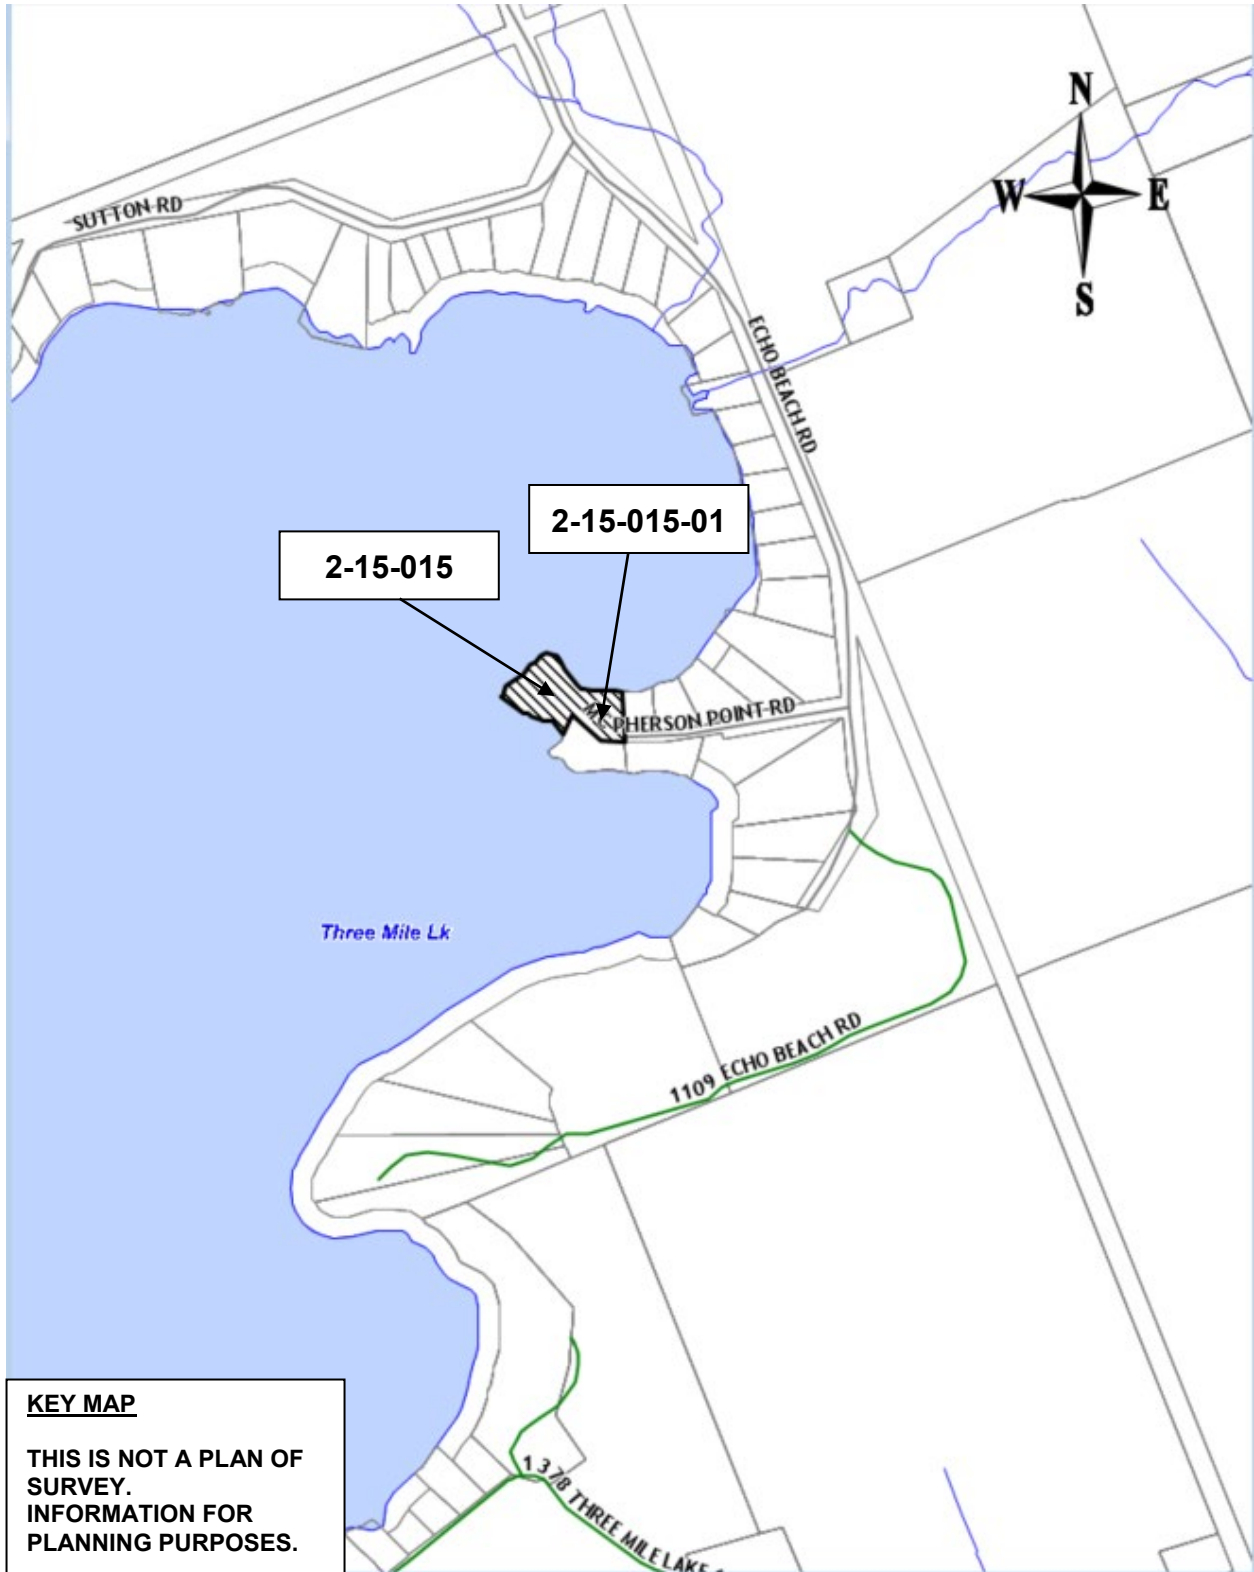 N
W E
S
SUTTON RD
ECHO BEACH RD
2-15-015-01
2-15-015
PHERSON POINT RD
Three Mile Lk
1109 ECHO BEACH RD
1378 THREE MILE LAKE
KEY MAP
THIS IS NOT A PLAN OF
SURVEY.
INFORMATION FOR
PLANNING PURPOSES.